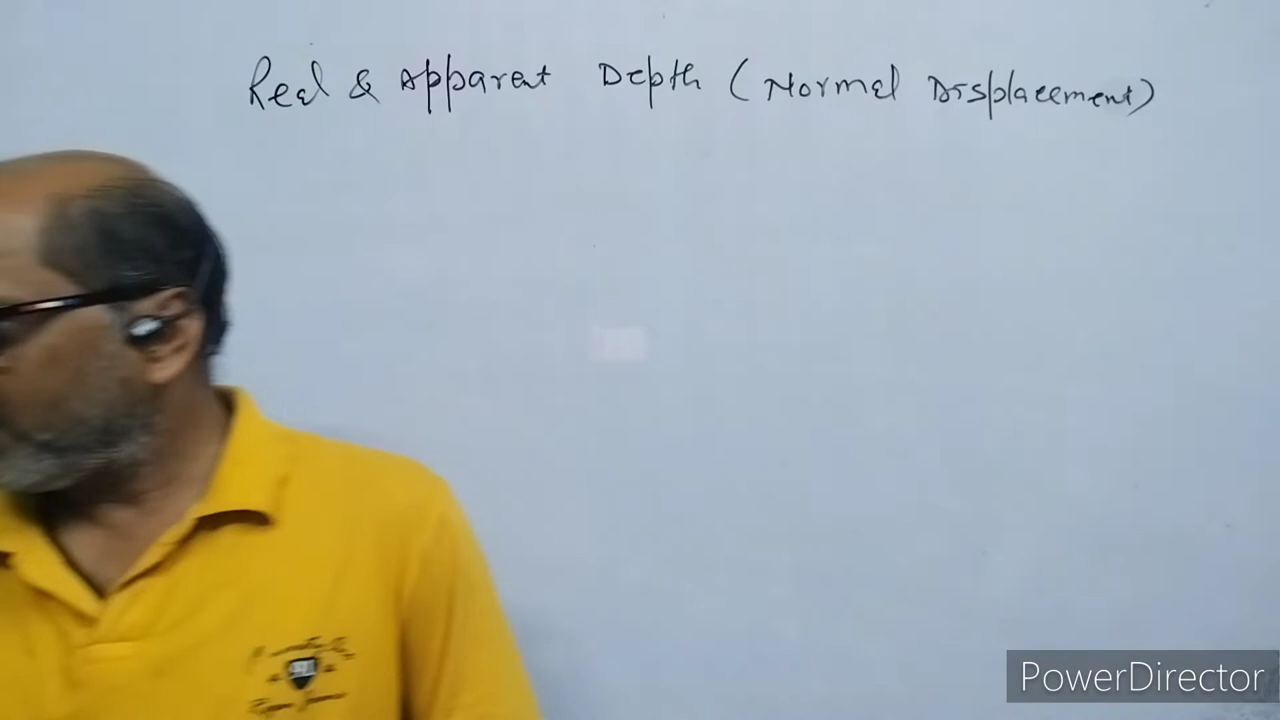 Real & Apparent Depth (Normal Displacement)
PowerDirector